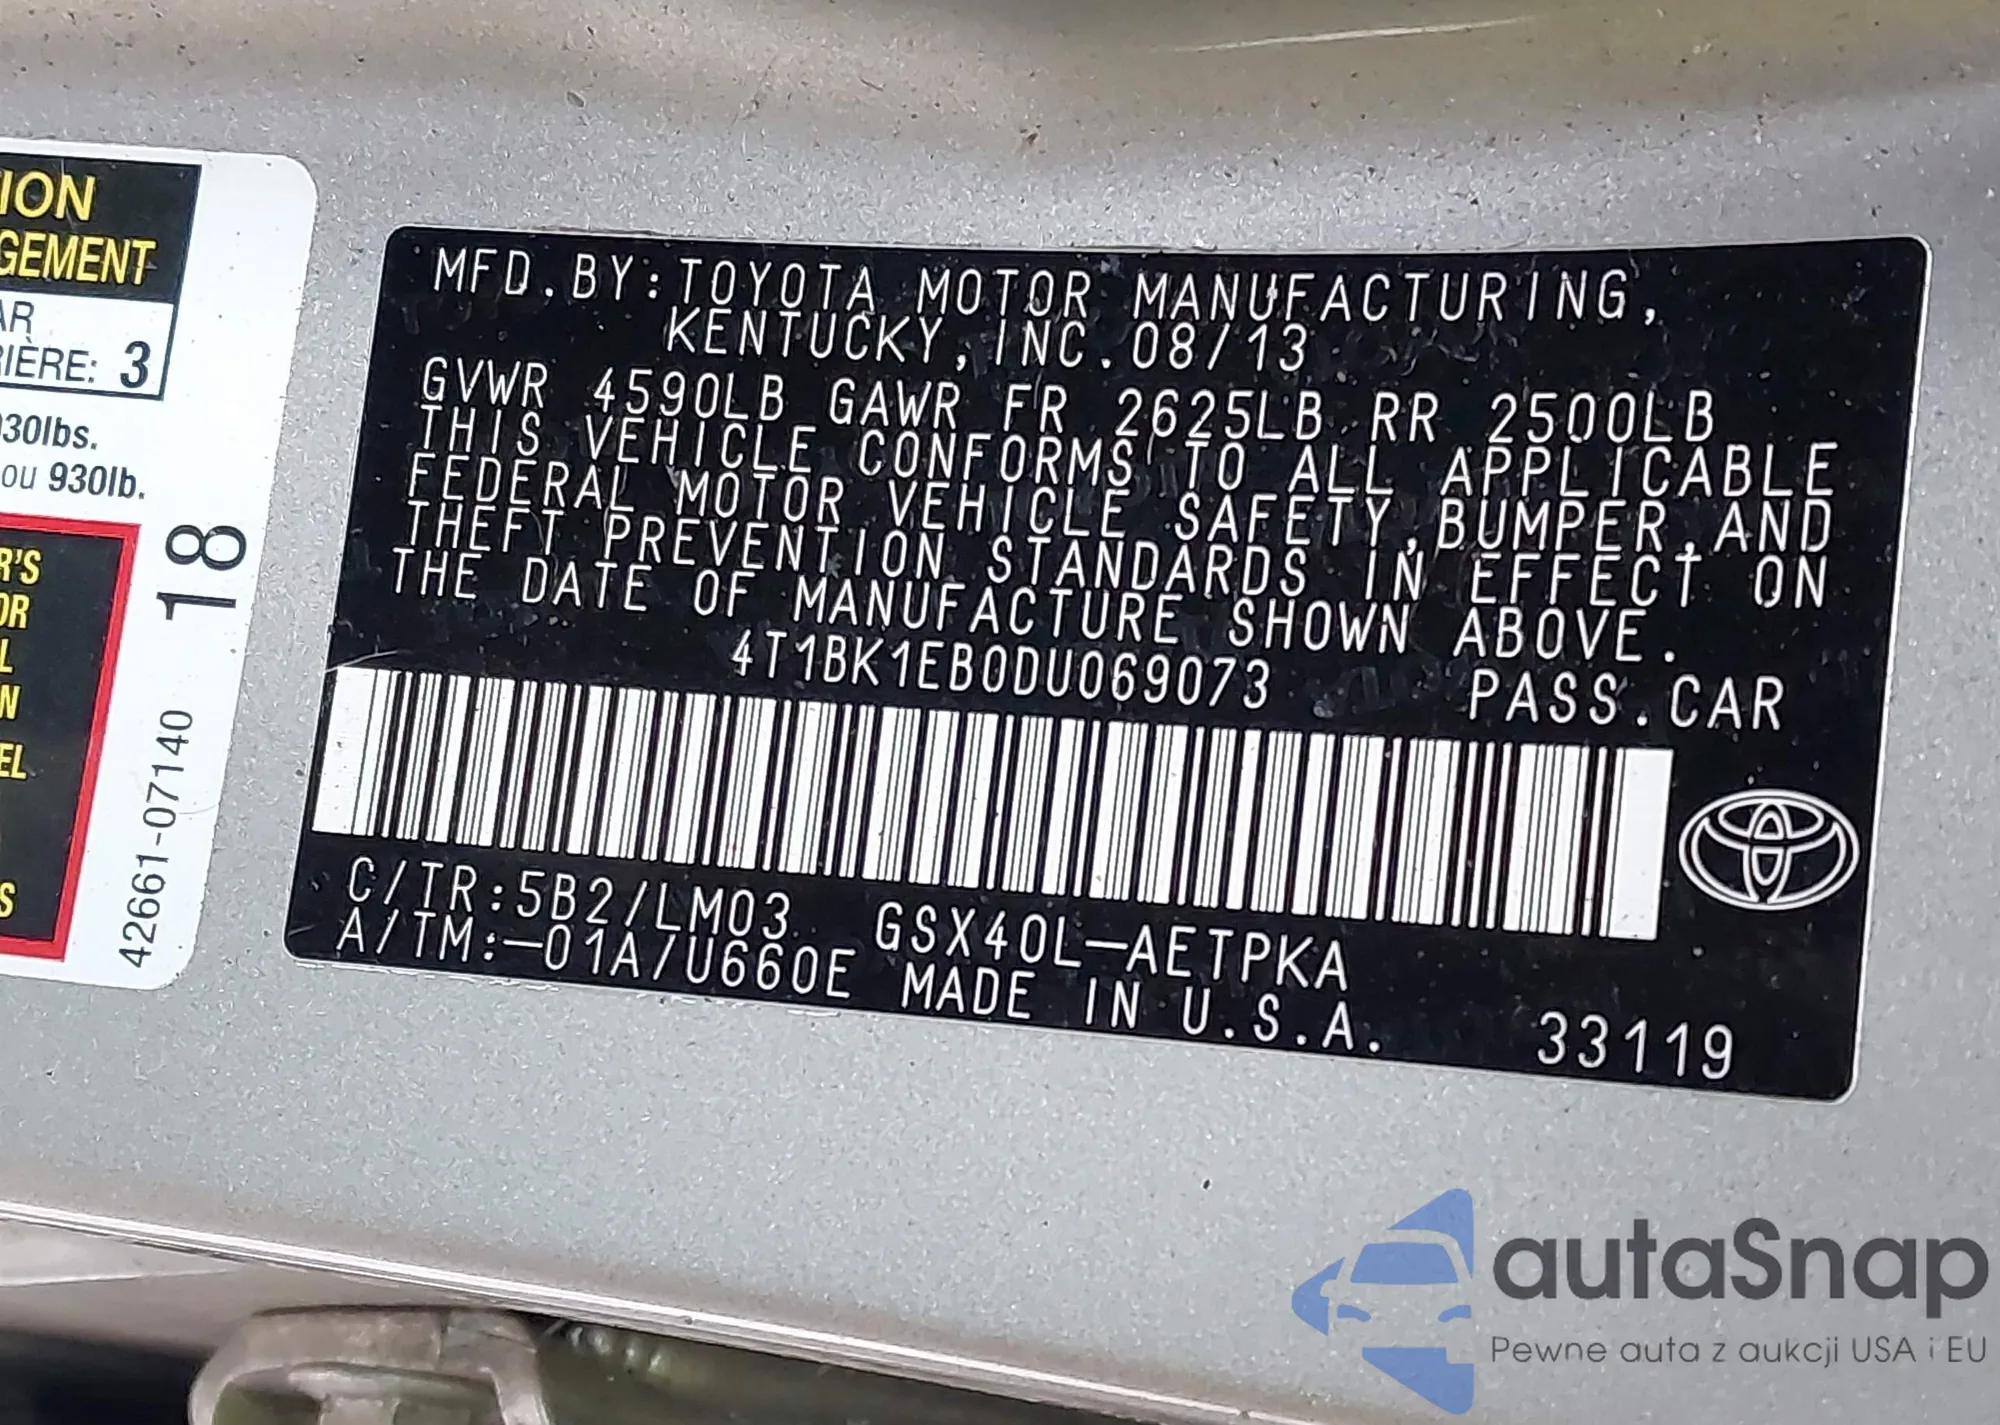 TION
GEMENT
AR
RIÈRE: 3
930lbs.
ou 930lb.
R'S
OR
L
N
EL
S
18
42661-07140
MFD.BY:TOYOTA MOTOR MANUFACTURING,
KENTUCKY,INC.08/13
GVWR 4590LB GAWR FR 2625LB RR 2500LB
THIS VEHICLE CONFORMS TO ALL APPLICABLE
FEDERAL MOTOR VEHICLE SAFETY,BUMPER,AND
THEFT PREVENTION STANDARDS IN EFFECT ON
THE DATE OF MANUFACTURE SHOWN ABOVE.
4T1BK1EB0DU069073 PASS.CAR
C/TR:5B2/LM03 GSX40L-AETPKA
A/TM:-01A/U660E MADE IN U.S.A. 33119
autaSnap
Pewne auta z aukcji USA i EU